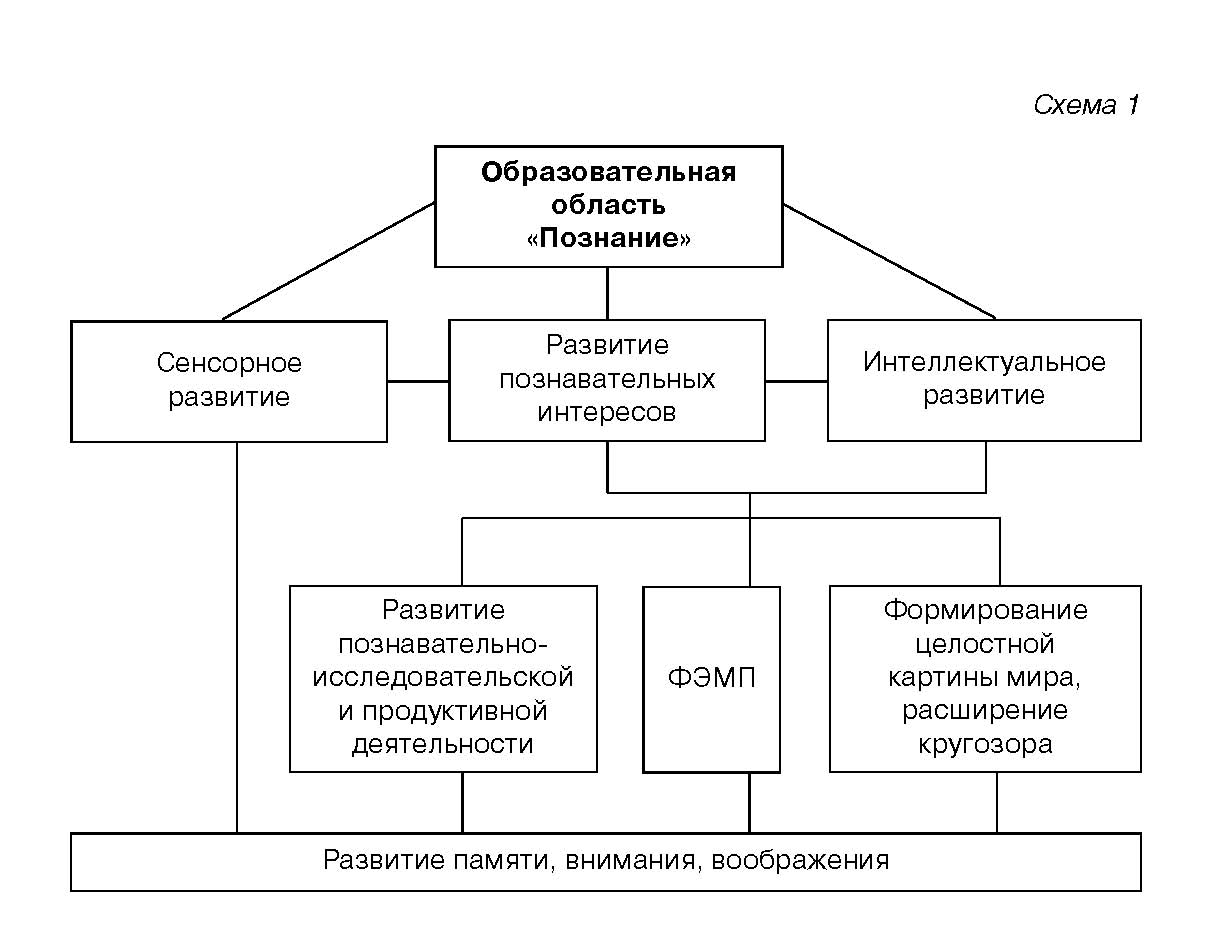 Схема 1
Образовательная
область
«Познание»
Сенсорное
развитие
Развитие
познавательных
интересов
Интеллектуальное
развитие
Развитие
познавательно-
исследовательской
и продуктивной
деятельности
ФЭМП
Формирование
целостной
картины мира,
расширение
кругозора
Развитие памяти, внимания, воображения